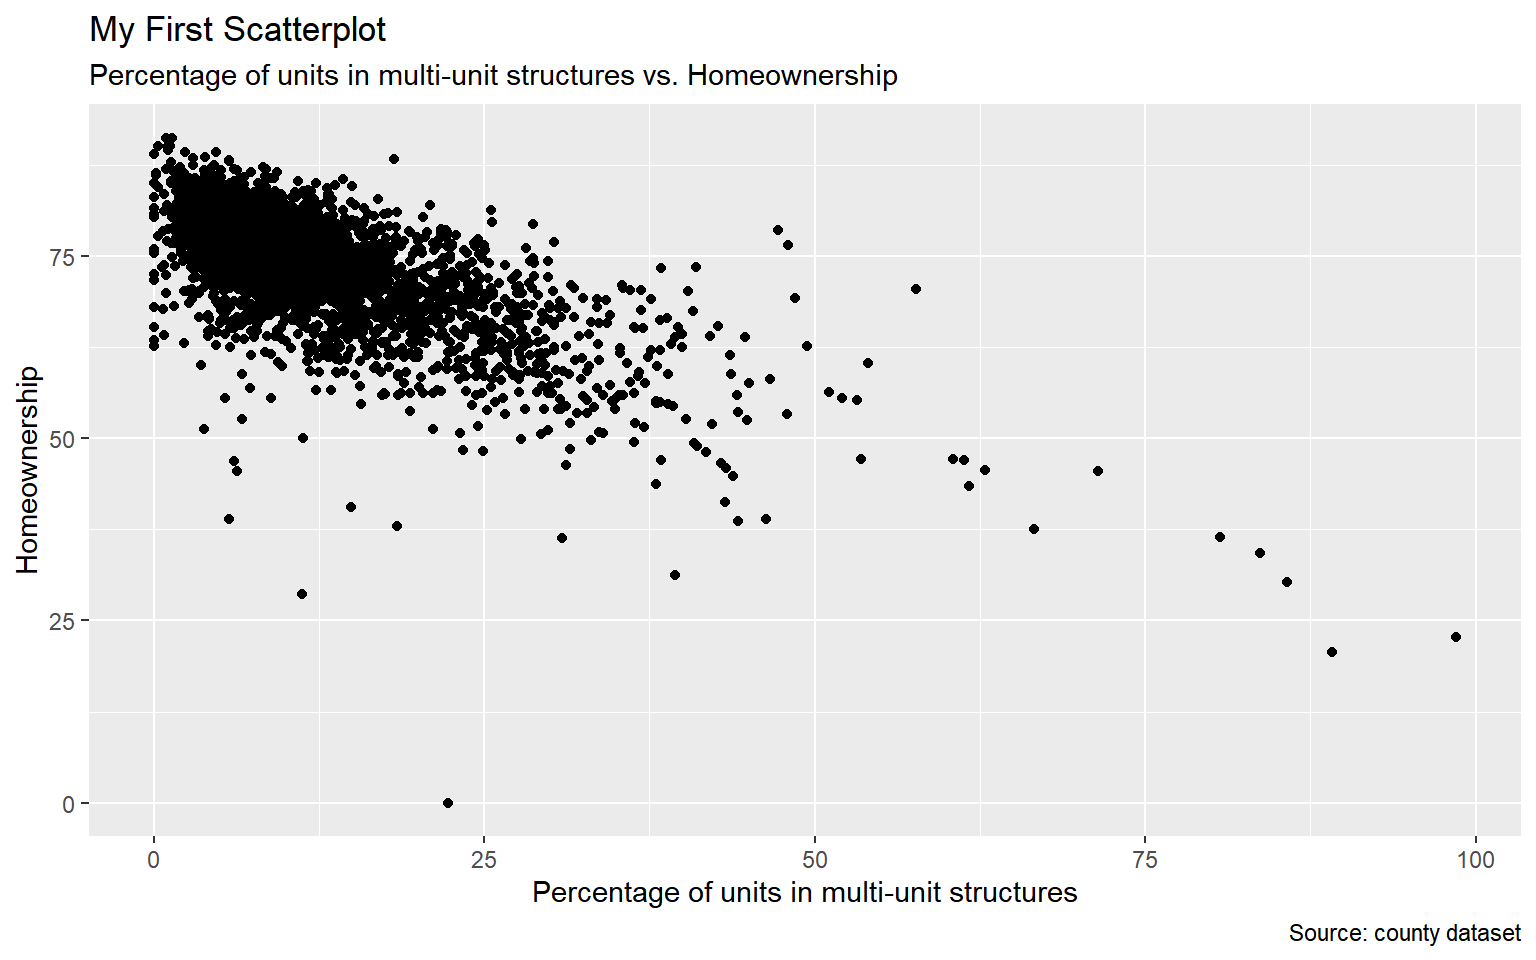 My First Scatterplot
Percentage of units in multi-unit structures vs. Homeownership
Homeownership
75
50
25
0
0
25
50
75
100
Percentage of units in multi-unit structures
Source: county dataset